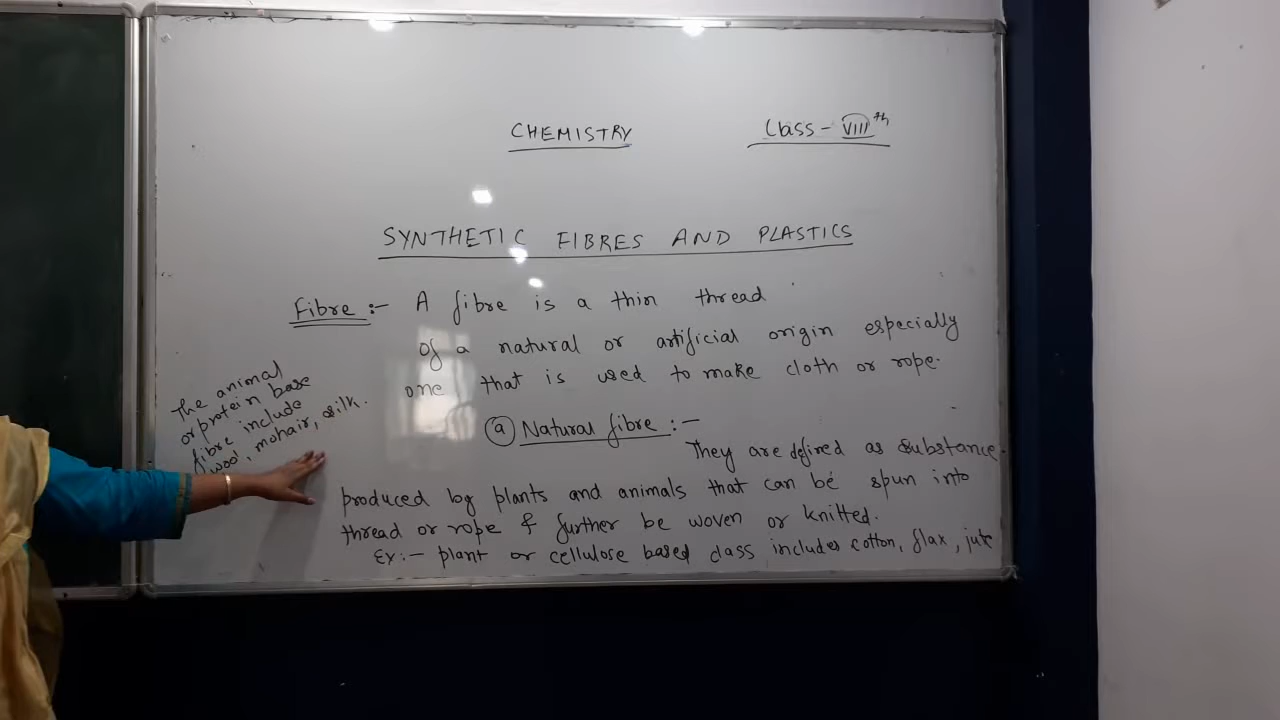 CHEMISTRY
Class - VIIIth
SYNTHETIC FIBRES AND PLASTICS
Fibre :- A fibre is a thin thread
of a natural or artificial origin especially
one that is used to make cloth or rope.
(a) Natural fibre :-
They are defined as substance.
produced by plants and animals that can be spun into
thread or rope & further be woven or knitted.
Ex :- plant or cellulose based class includes cotton, flax, jute
The animal
or protein base
fibre include
wool, mohair, silk.